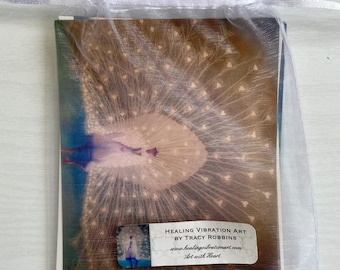 Healing Vibration Art
by Tracy Robbins
www.healingvibrationart.com
Art with Heart